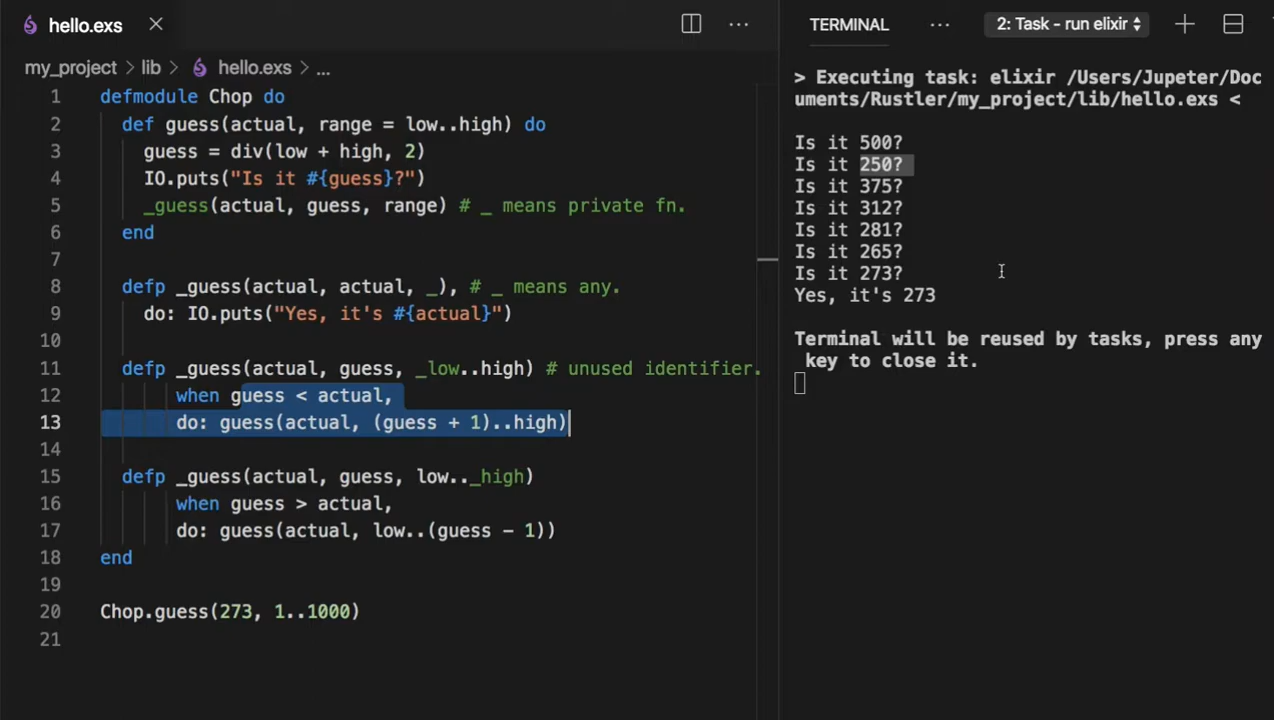 hello.exs
my_project > lib > hello.exs > ...
1 defmodule Chop do
2 def guess(actual, range = low..high) do
3 guess = div(low + high, 2)
4 IO.puts("Is it #{guess}?")
5 _guess(actual, guess, range) # _ means private fn.
6 end
7
8 defp _guess(actual, actual, _), # _ means any.
9 do: IO.puts("Yes, it's #{actual}")
10
11 defp _guess(actual, guess, _low..high) # unused identifier.
12 when guess < actual,
13 do: guess(actual, (guess + 1)..high)
14
15 defp _guess(actual, guess, low.._high)
16 when guess > actual,
17 do: guess(actual, low..(guess - 1))
18 end
19
20 Chop.guess(273, 1..1000)
21
TERMINAL ... 2: Task - run elixir
> Executing task: elixir /Users/Jupeter/Doc
uments/Rustler/my_project/lib/hello.exs <
Is it 500?
Is it 250?
Is it 375?
Is it 312?
Is it 281?
Is it 265?
Is it 273?
Yes, it's 273
Terminal will be reused by tasks, press any
key to close it.